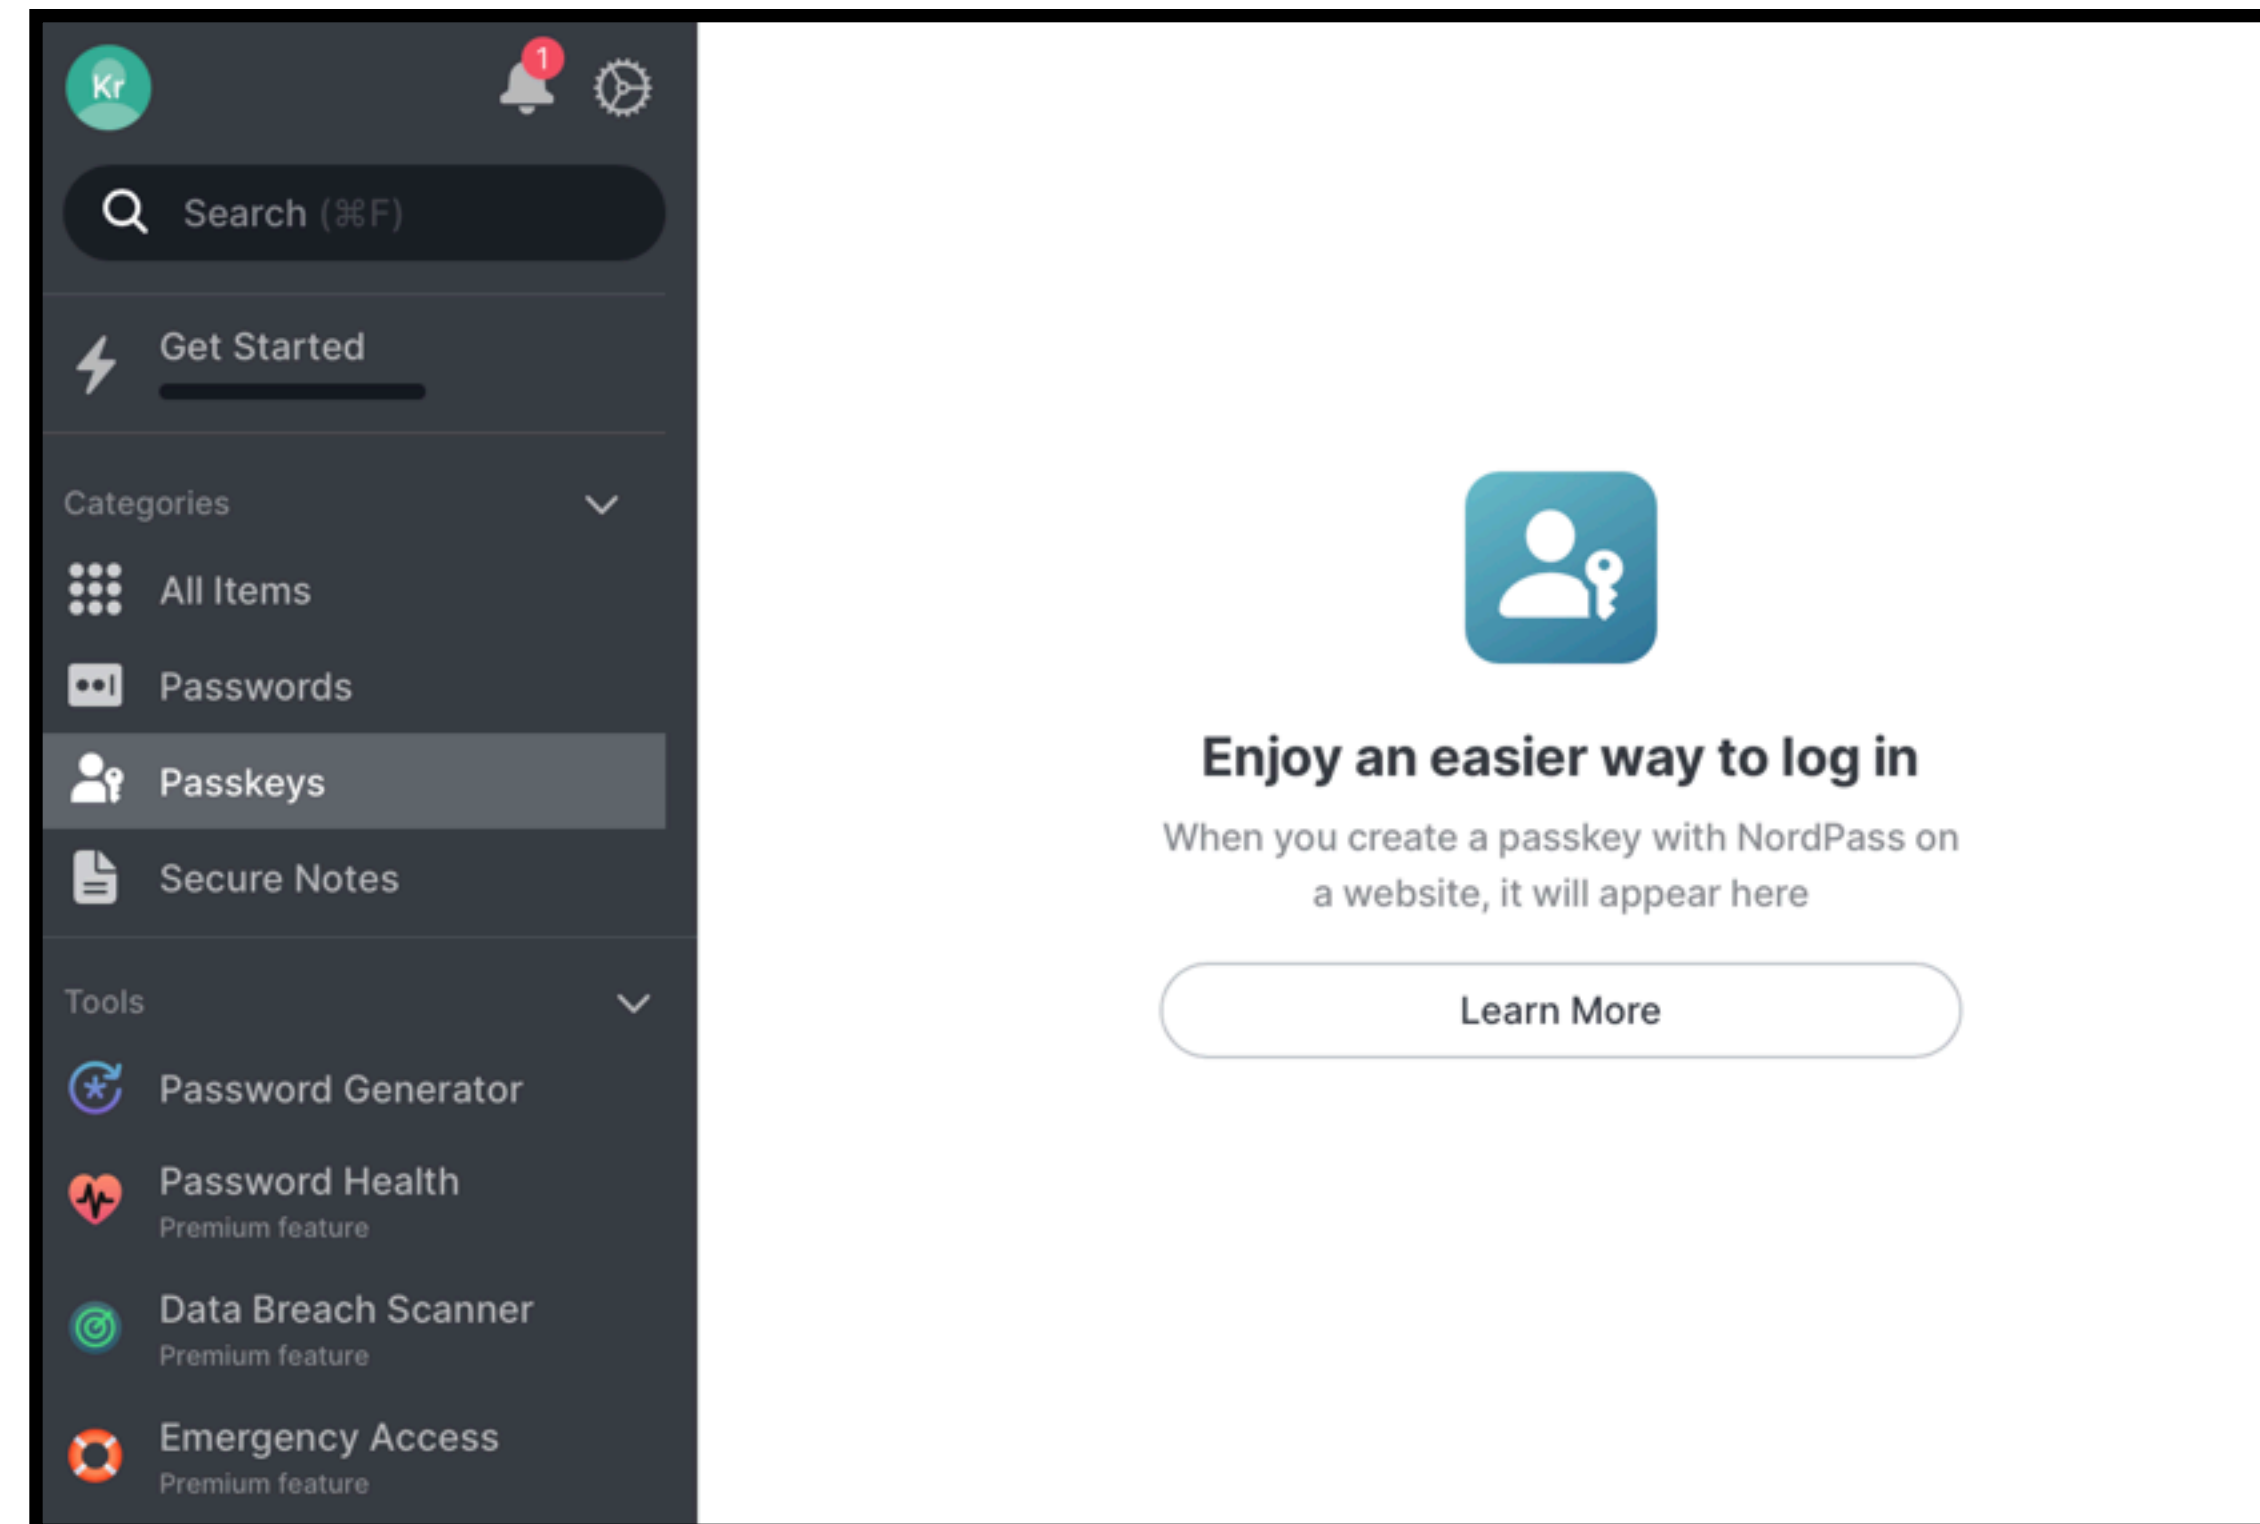 Kr
1
Search (⌘F)
Get Started
Categories
All Items
Passwords
Passkeys
Secure Notes
Tools
Password Generator
Password Health
Premium feature
Data Breach Scanner
Premium feature
Emergency Access
Premium feature
Enjoy an easier way to log in
When you create a passkey with NordPass on
a website, it will appear here
Learn More